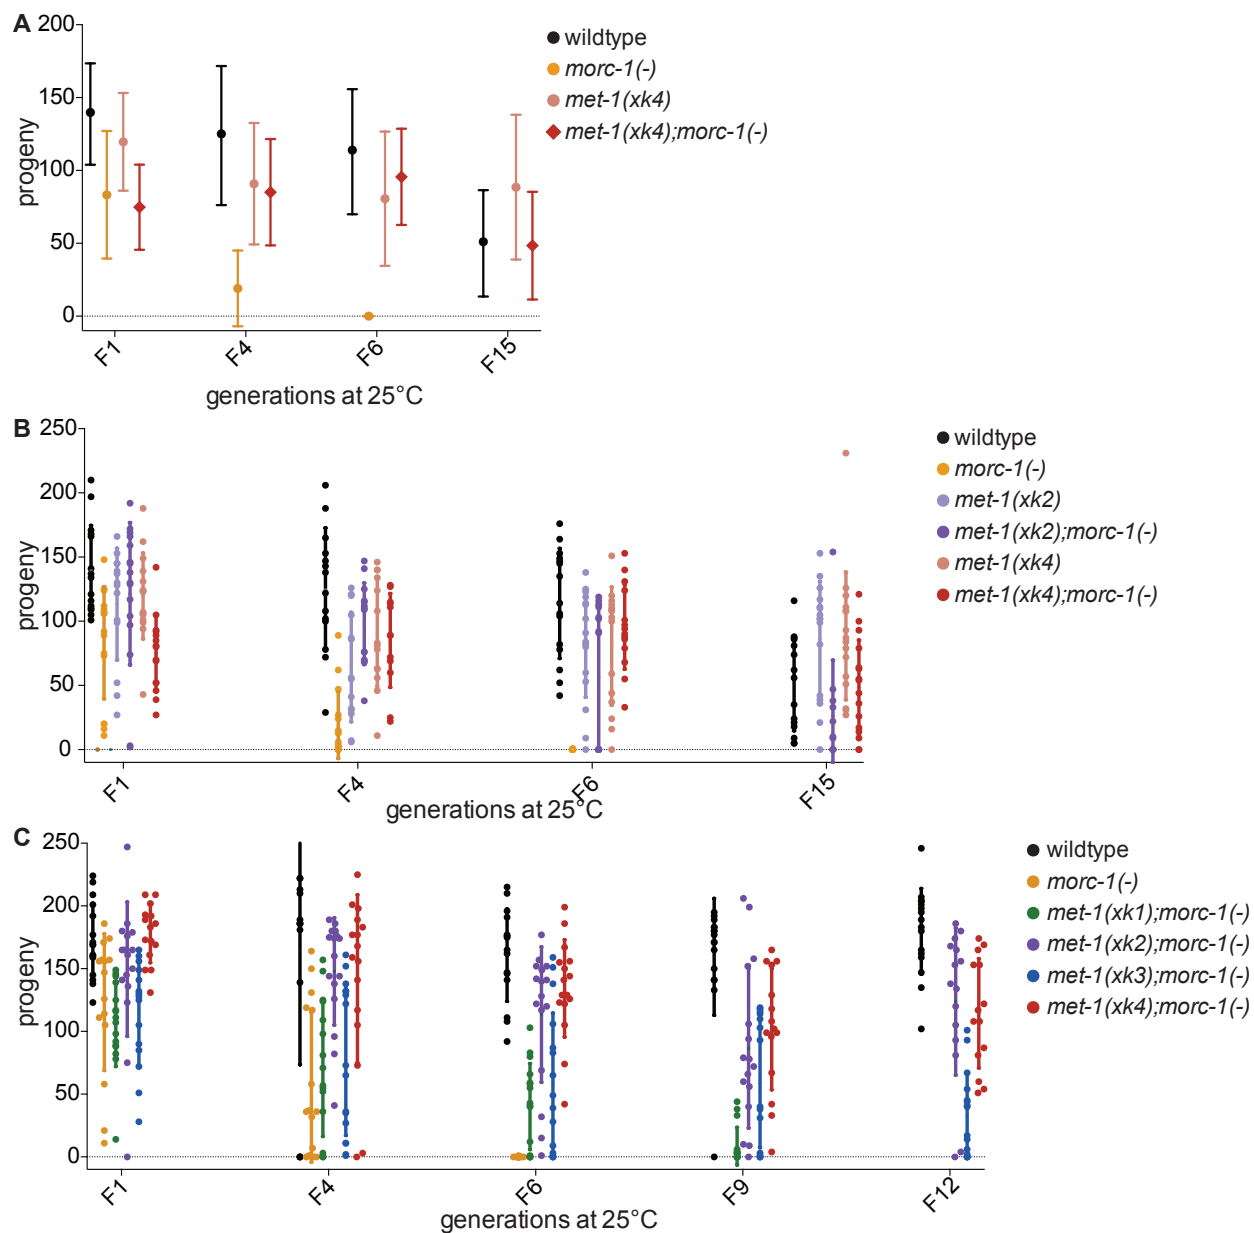 A
200
150
100
50
0
progeny
F1
F4
F6
F15
generations at 25°C
wildtype
morc-1(-)
met-1(xk4)
met-1(xk4);morc-1(-)
B
250
200
150
100
50
0
progeny
F1
F4
F6
F15
generations at 25°C
wildtype
morc-1(-)
met-1(xk2)
met-1(xk2);morc-1(-)
met-1(xk4)
met-1(xk4);morc-1(-)
C
250
200
150
100
50
0
progeny
F1
F4
F6
F9
F12
generations at 25°C
wildtype
morc-1(-)
met-1(xk1);morc-1(-)
met-1(xk2);morc-1(-)
met-1(xk3);morc-1(-)
met-1(xk4);morc-1(-)